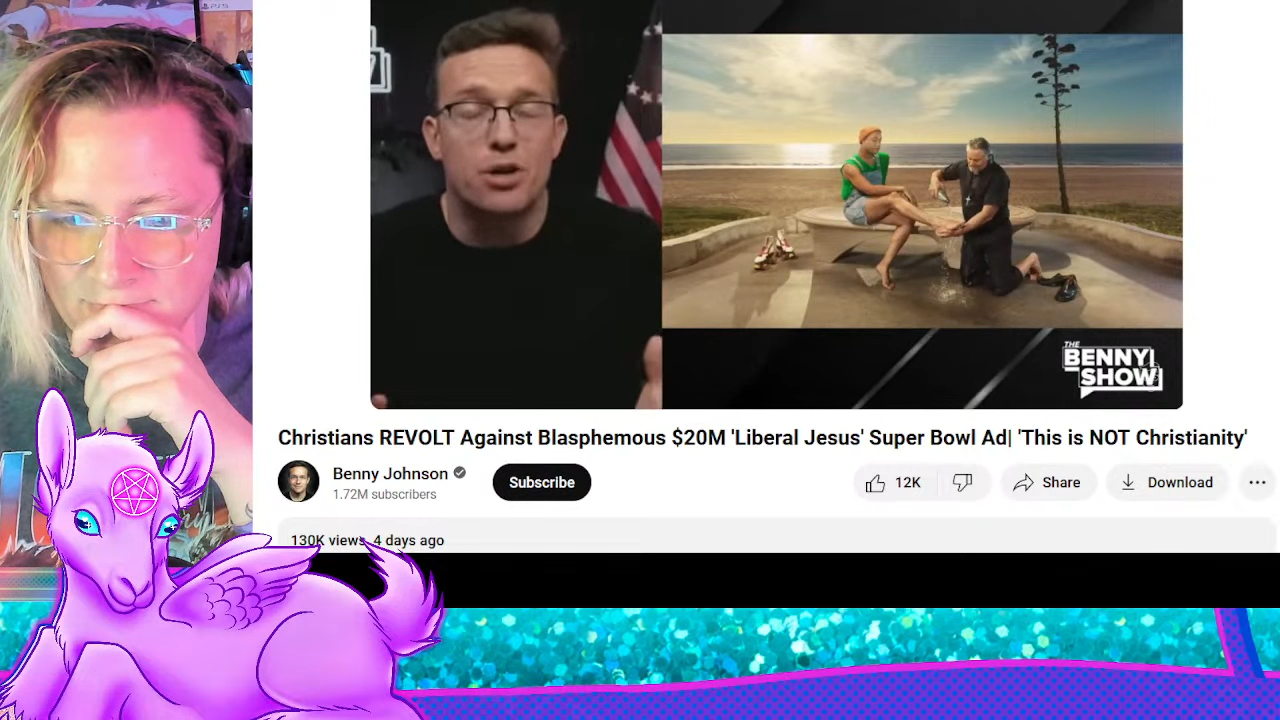 THE
BENNY
SHOW
Christians REVOLT Against Blasphemous $20M 'Liberal Jesus' Super Bowl Ad| 'This is NOT Christianity'
Benny Johnson
1.72M subscribers
Subscribe
12K
Share
Download
130K views 4 days ago